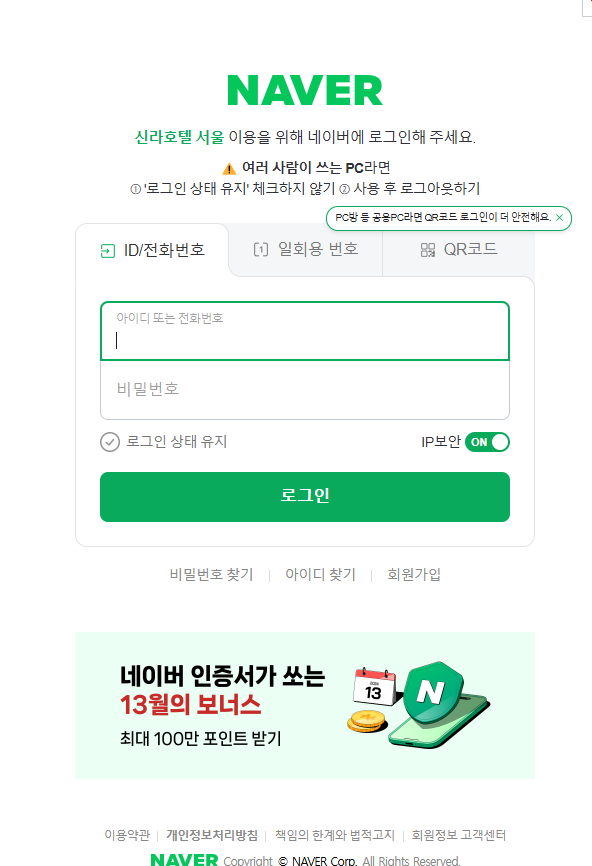 NAVER
신라호텔 서울 이용을 위해 네이버에 로그인해 주세요.
여러 사람이 쓰는 PC라면
① '로그인 상태 유지' 체크하지 않기 ② 사용 후 로그아웃하기
PC방 등 공용PC라면 QR코드 로그인이 더 안전해요. ×
ID/전화번호
1 일회용 번호
QR코드
아이디 또는 전화번호
비밀번호
로그인 상태 유지
IP보안 ON
로그인
비밀번호 찾기 | 아이디 찾기 | 회원가입
네이버 인증서가 쏘는
13월의 보너스
최대 100만 포인트 받기
13
N
이용약관 | 개인정보처리방침 | 책임의 한계와 법적고지 | 회원정보 고객센터
NAVER Copyright © NAVER Corp. All Rights Reserved.